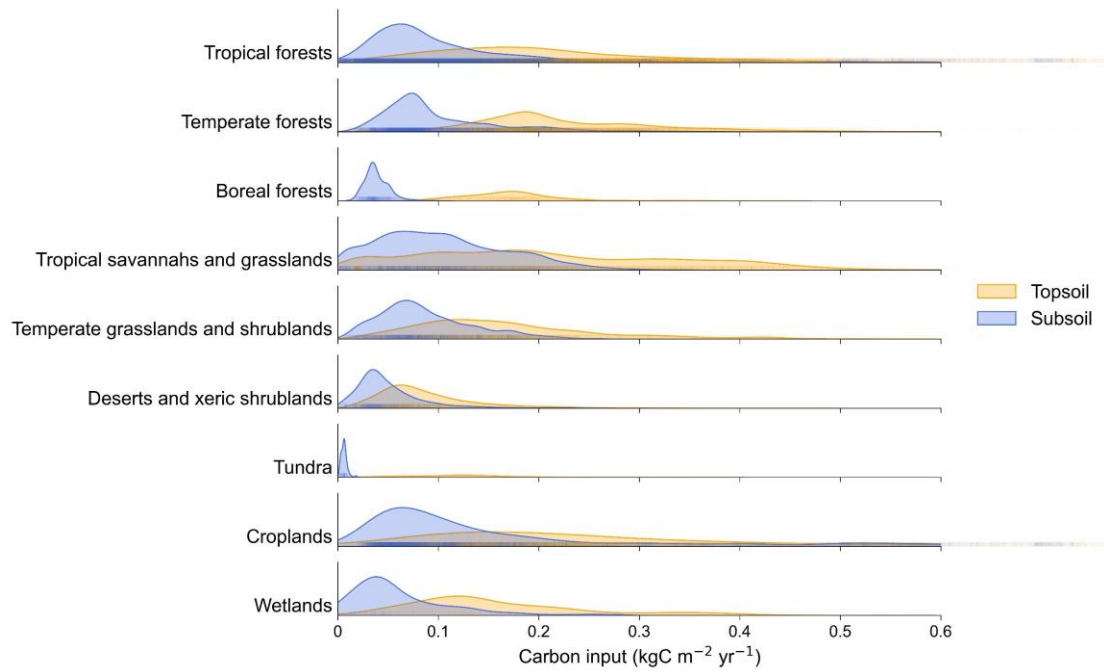 Tropical forests
Temperate forests
Boreal forests
Tropical savannahs and grasslands
Temperate grasslands and shrublands
Deserts and xeric shrublands
Tundra
Croplands
Wetlands
Topsoil
Subsoil
0 0.1 0.2 0.3 0.4 0.5 0.6
Carbon input (kgC m⁻² yr⁻¹)